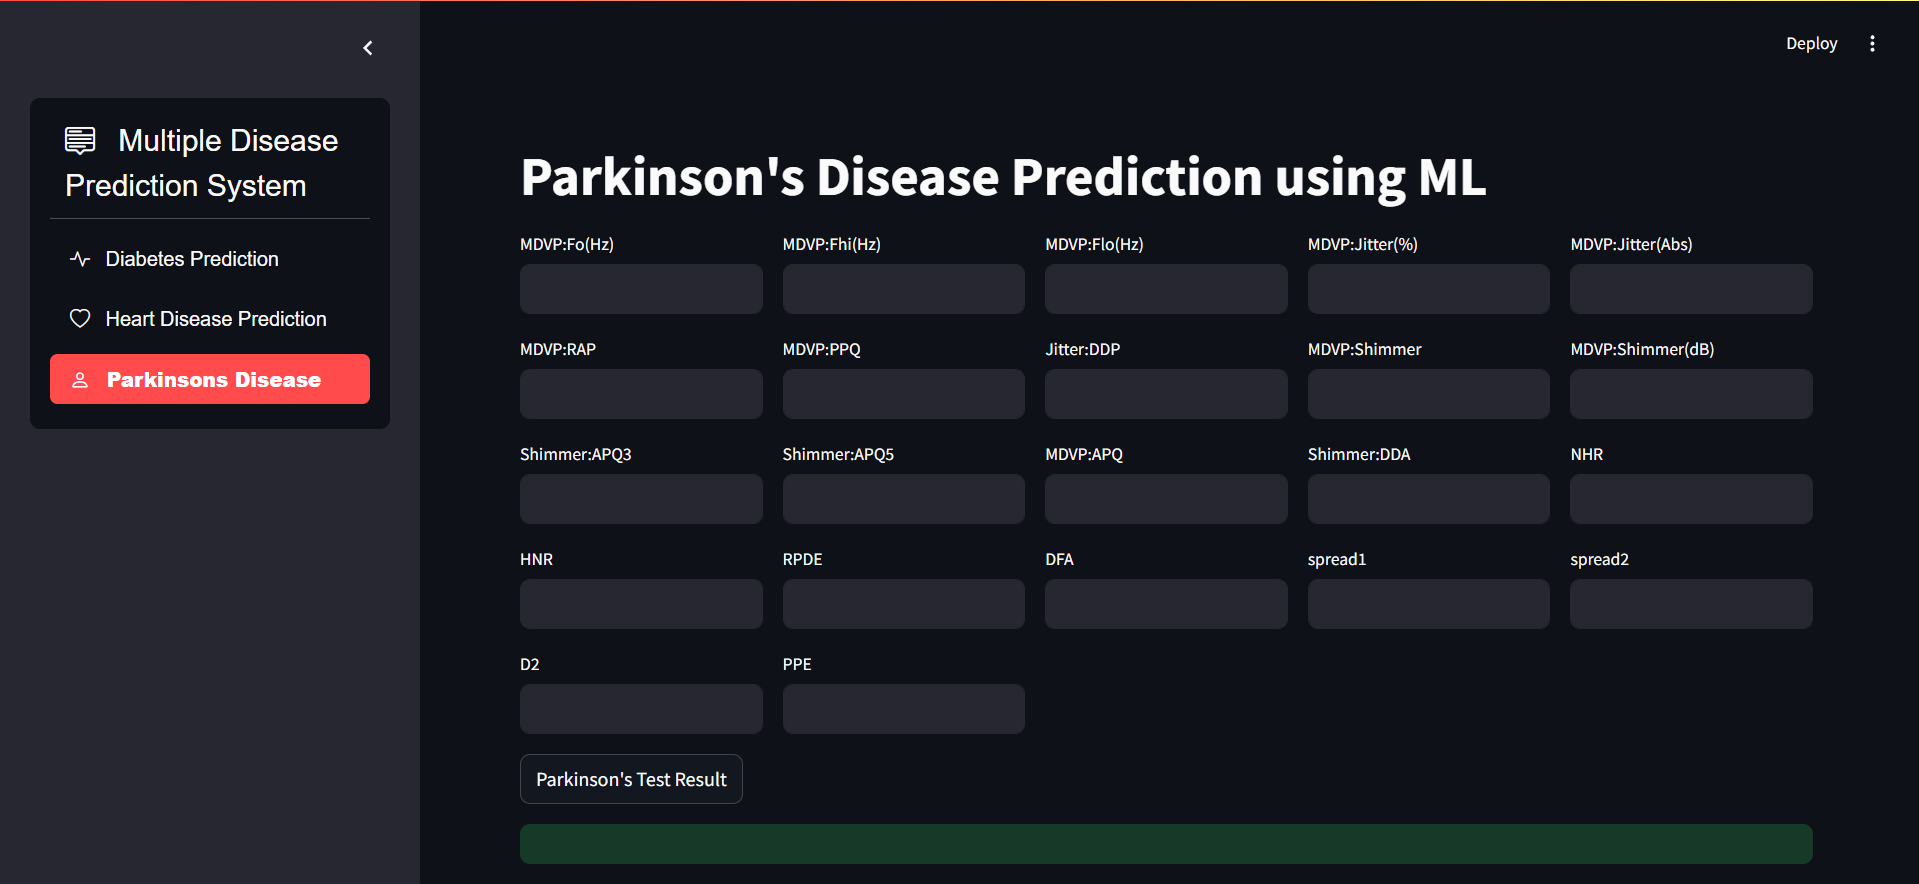 Deploy
Multiple Disease
Prediction System
Diabetes Prediction
Heart Disease Prediction
Parkinsons Disease
Parkinson's Disease Prediction using ML
MDVP:Fo(Hz) MDVP:Fhi(Hz) MDVP:Flo(Hz) MDVP:Jitter(%) MDVP:Jitter(Abs)
MDVP:RAP MDVP:PPQ Jitter:DDP MDVP:Shimmer MDVP:Shimmer(dB)
Shimmer:APQ3 Shimmer:APQ5 MDVP:APQ Shimmer:DDA NHR
HNR RPDE DFA spread1 spread2
D2 PPE
Parkinson's Test Result